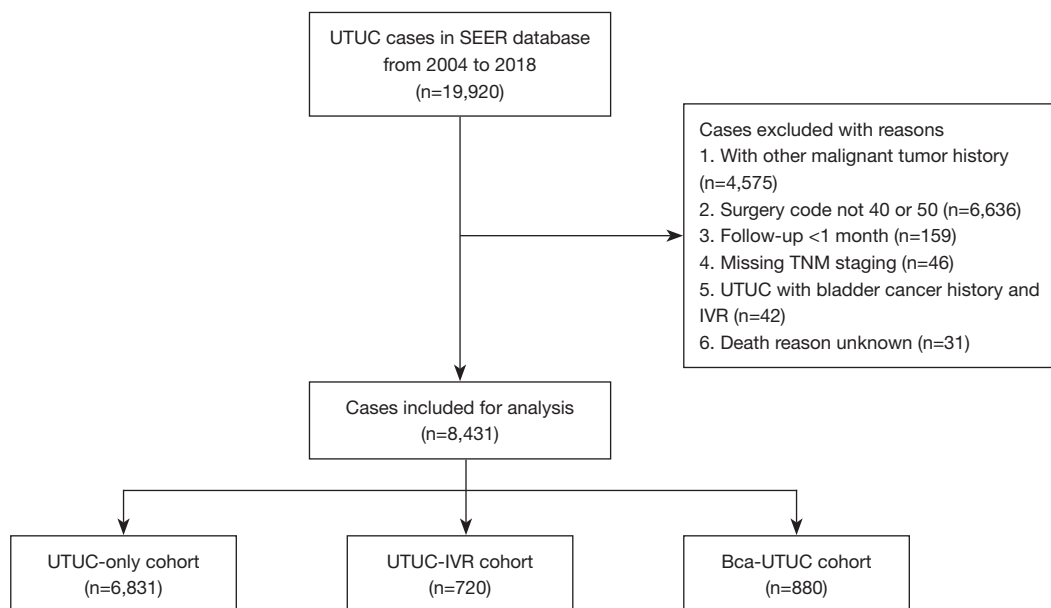 UTUC cases in SEER database
from 2004 to 2018
(n=19,920)
Cases excluded with reasons
1. With other malignant tumor history
(n=4,575)
2. Surgery code not 40 or 50 (n=6,636)
3. Follow-up <1 month (n=159)
4. Missing TNM staging (n=46)
5. UTUC with bladder cancer history and
IVR (n=42)
6. Death reason unknown (n=31)
Cases included for analysis
(n=8,431)
UTUC-only cohort
(n=6,831)
UTUC-IVR cohort
(n=720)
Bca-UTUC cohort
(n=880)